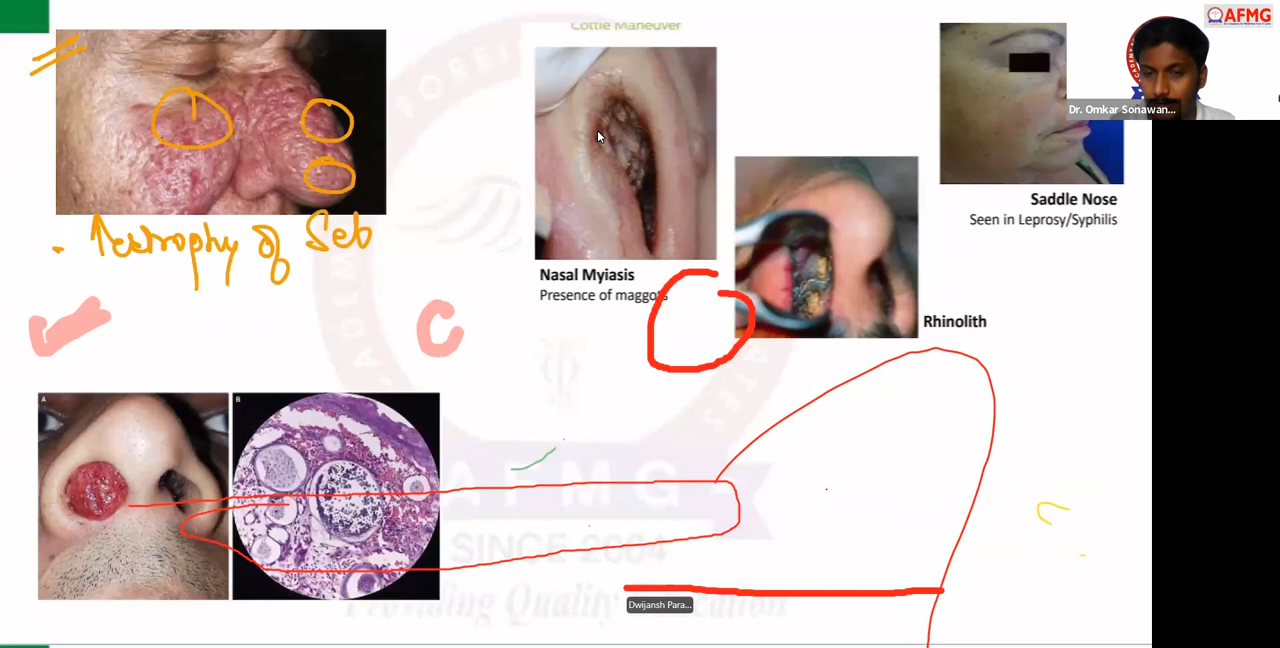 Cottle Maneuver
AFMG
Dr. Omkar Sonawan...
Saddle Nose
Seen in Leprosy/Syphilis
of Seb
Nasal Myiasis
Presence of maggots
Rhinolith
A
B
AFMG
SINCE 2004
Providing Quality Education
Dwijansh Para...